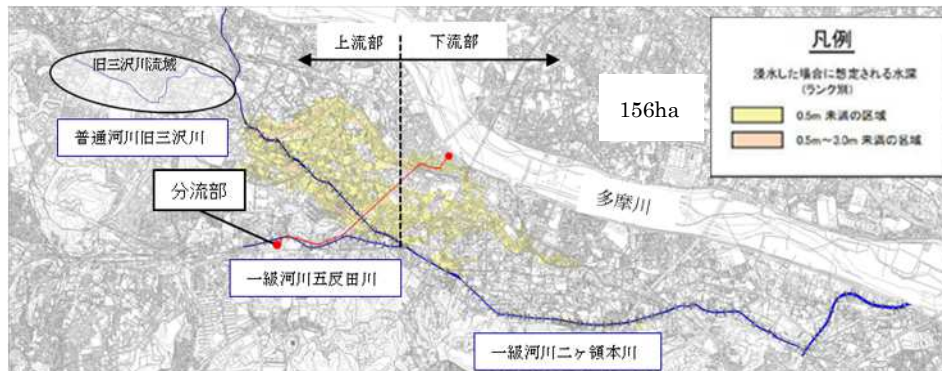 上流部
下流部
凡例
浸水した場合に想定される水深
(ランク別)
0.5m 未満の区域
0.5m～3.0m 未満の区域
旧三沢川流域
156ha
普通河川旧三沢川
分流部
多摩川
一級河川五反田川
一級河川二ヶ領本川